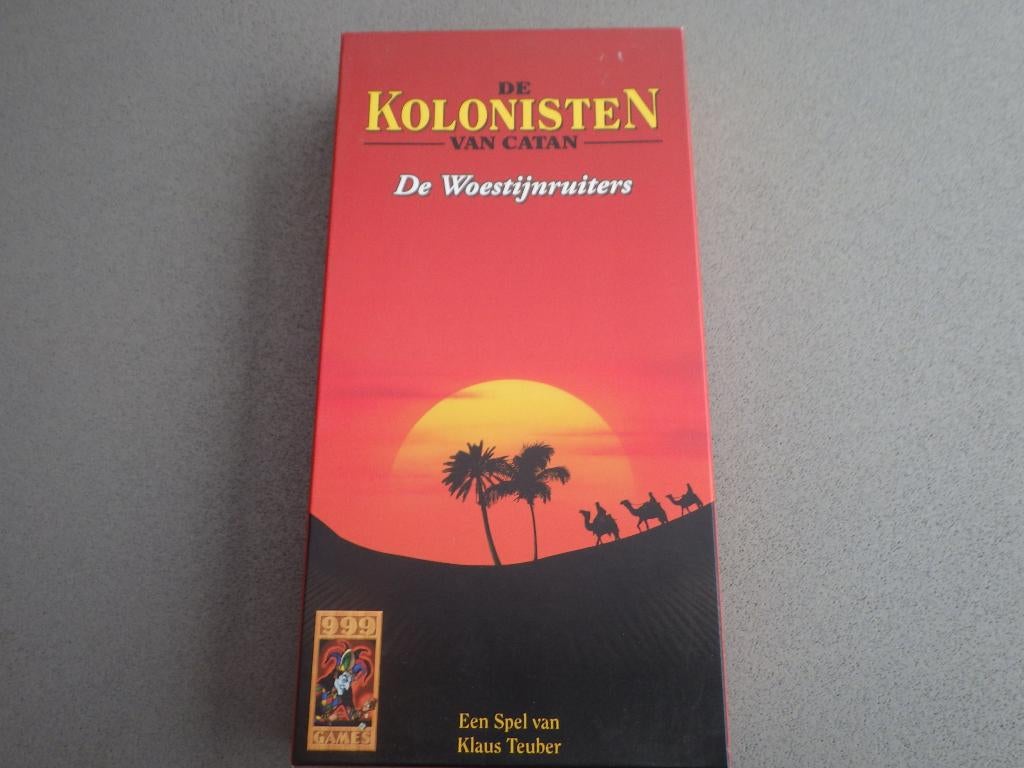 DE
KOLONISTEN
VAN CATAN
De Woestijnruiters
999
GAMES
Een Spel van
Klaus Teuber